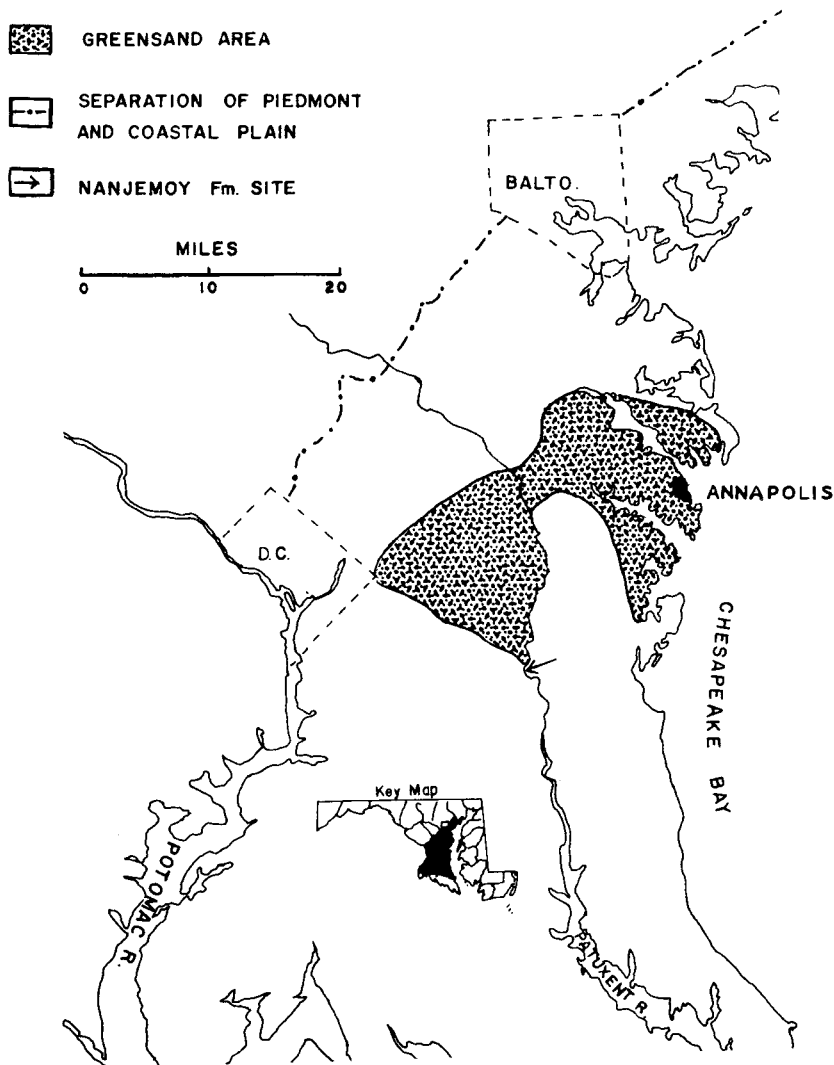 GREENSAND AREA
SEPARATION OF PIEDMONT
AND COASTAL PLAIN
NANJEMOY Fm. SITE
MILES
0 10 20
BALTO.
ANNAPOLIS
D.C.
CHESAPEAKE BAY
Key Map
POTOMAC R.
PATUXENT R.